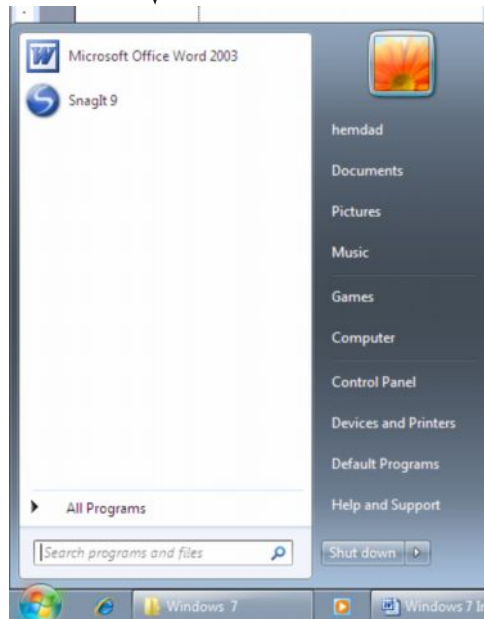 Microsoft Office Word 2003
SnagIt 9
hemdad
Documents
Pictures
Music
Games
Computer
Control Panel
Devices and Printers
Default Programs
Help and Support
All Programs
Search programs and files
Shut down
Windows 7
Windows 7 In